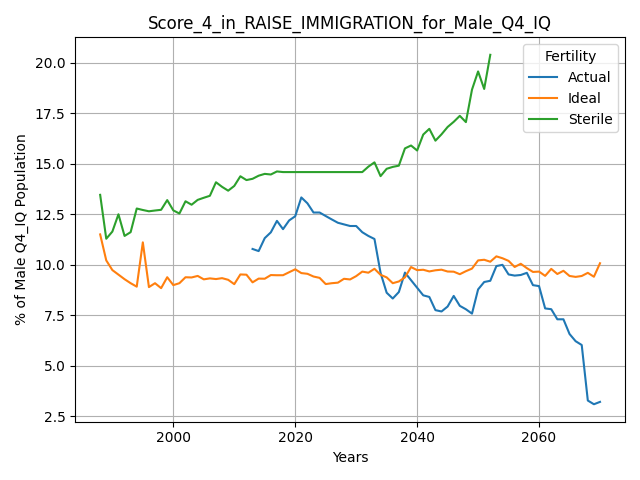 Score_4_in_RAISE_IMMIGRATION_for_Male_Q4_IQ
% of Male Q4_IQ Population
20.0
17.5
15.0
12.5
10.0
7.5
5.0
2.5
Fertility
Actual
Ideal
Sterile
2000
2020
2040
2060
Years